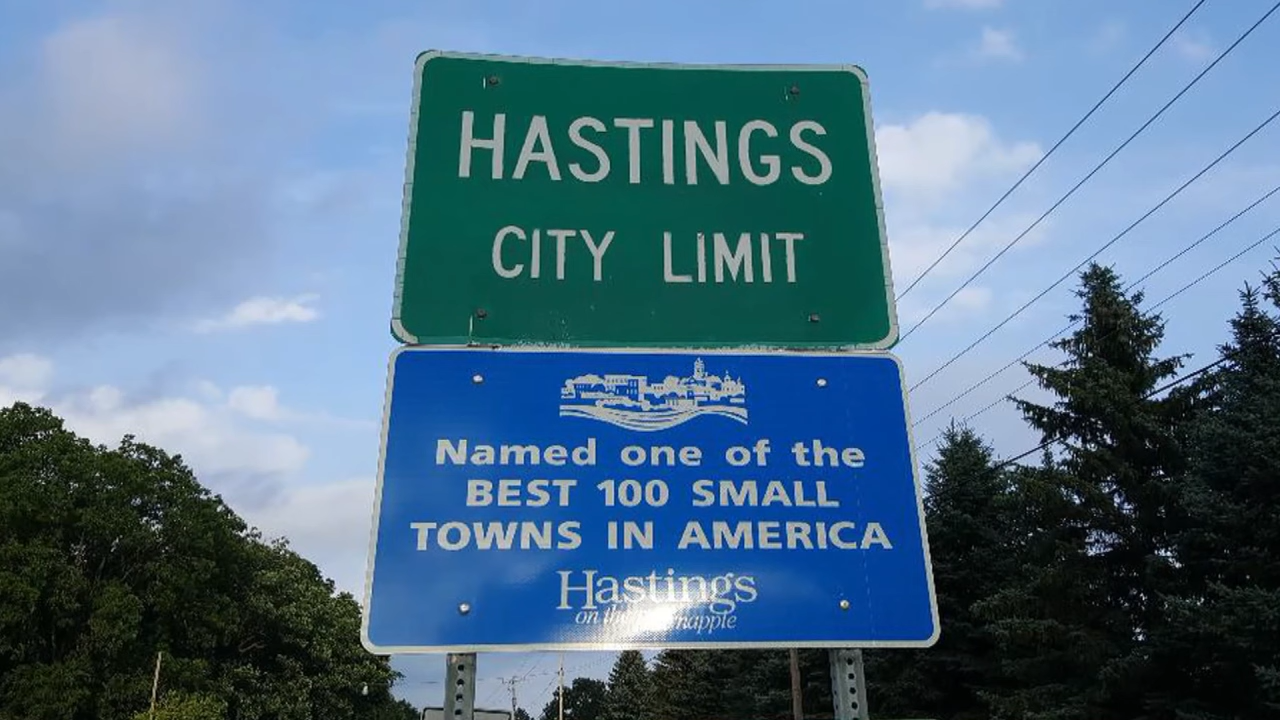 HASTINGS
CITY LIMIT
Named one of the
BEST 100 SMALL
TOWNS IN AMERICA
Hastings
on